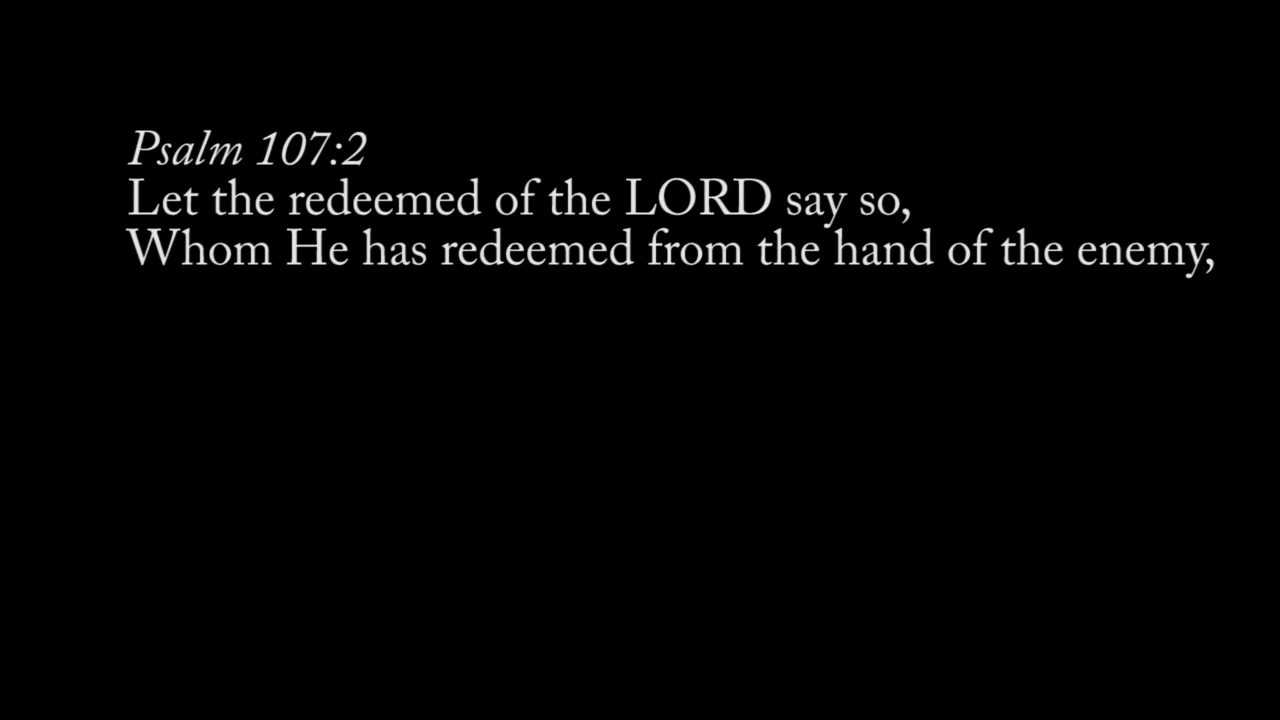 Psalm 107:2
Let the redeemed of the LORD say so,
Whom He has redeemed from the hand of the enemy,